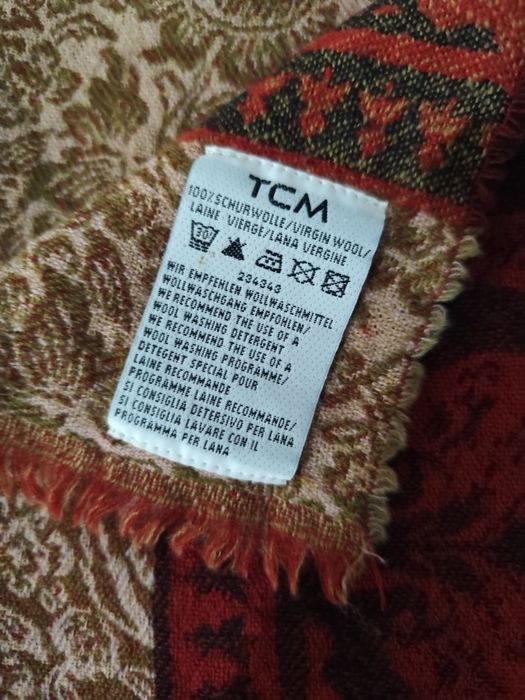 TCM
100% SCHURWOLLE/VIRGIN WOOL/
LAINE VIERGE/LANA VERGINE
30
234343
WIR EMPFEHLEN WOLLWASCHMITTEL
WOLLWASCHGANG EMPFOHLEN/
WE RECOMMEND THE USE OF A
WOOL WASHING DETERGENT
WE RECOMMEND THE USE OF A
WOOL WASHING PROGRAMME/
DETEGENT SPECIAL POUR
LAINE RECOMMANDE
PROGRAMME LAINE RECOMMANDE/
SI CONSIGLIA DETERSIVO PER LANA
SI CONSIGLIA LAVARE CON IL
PROGRAMMA PER LANA